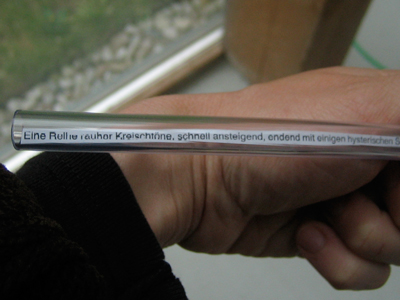 Eine Reihe rauher Kreischtöne, schnell ansteigend, endend mit einigen hysterischen